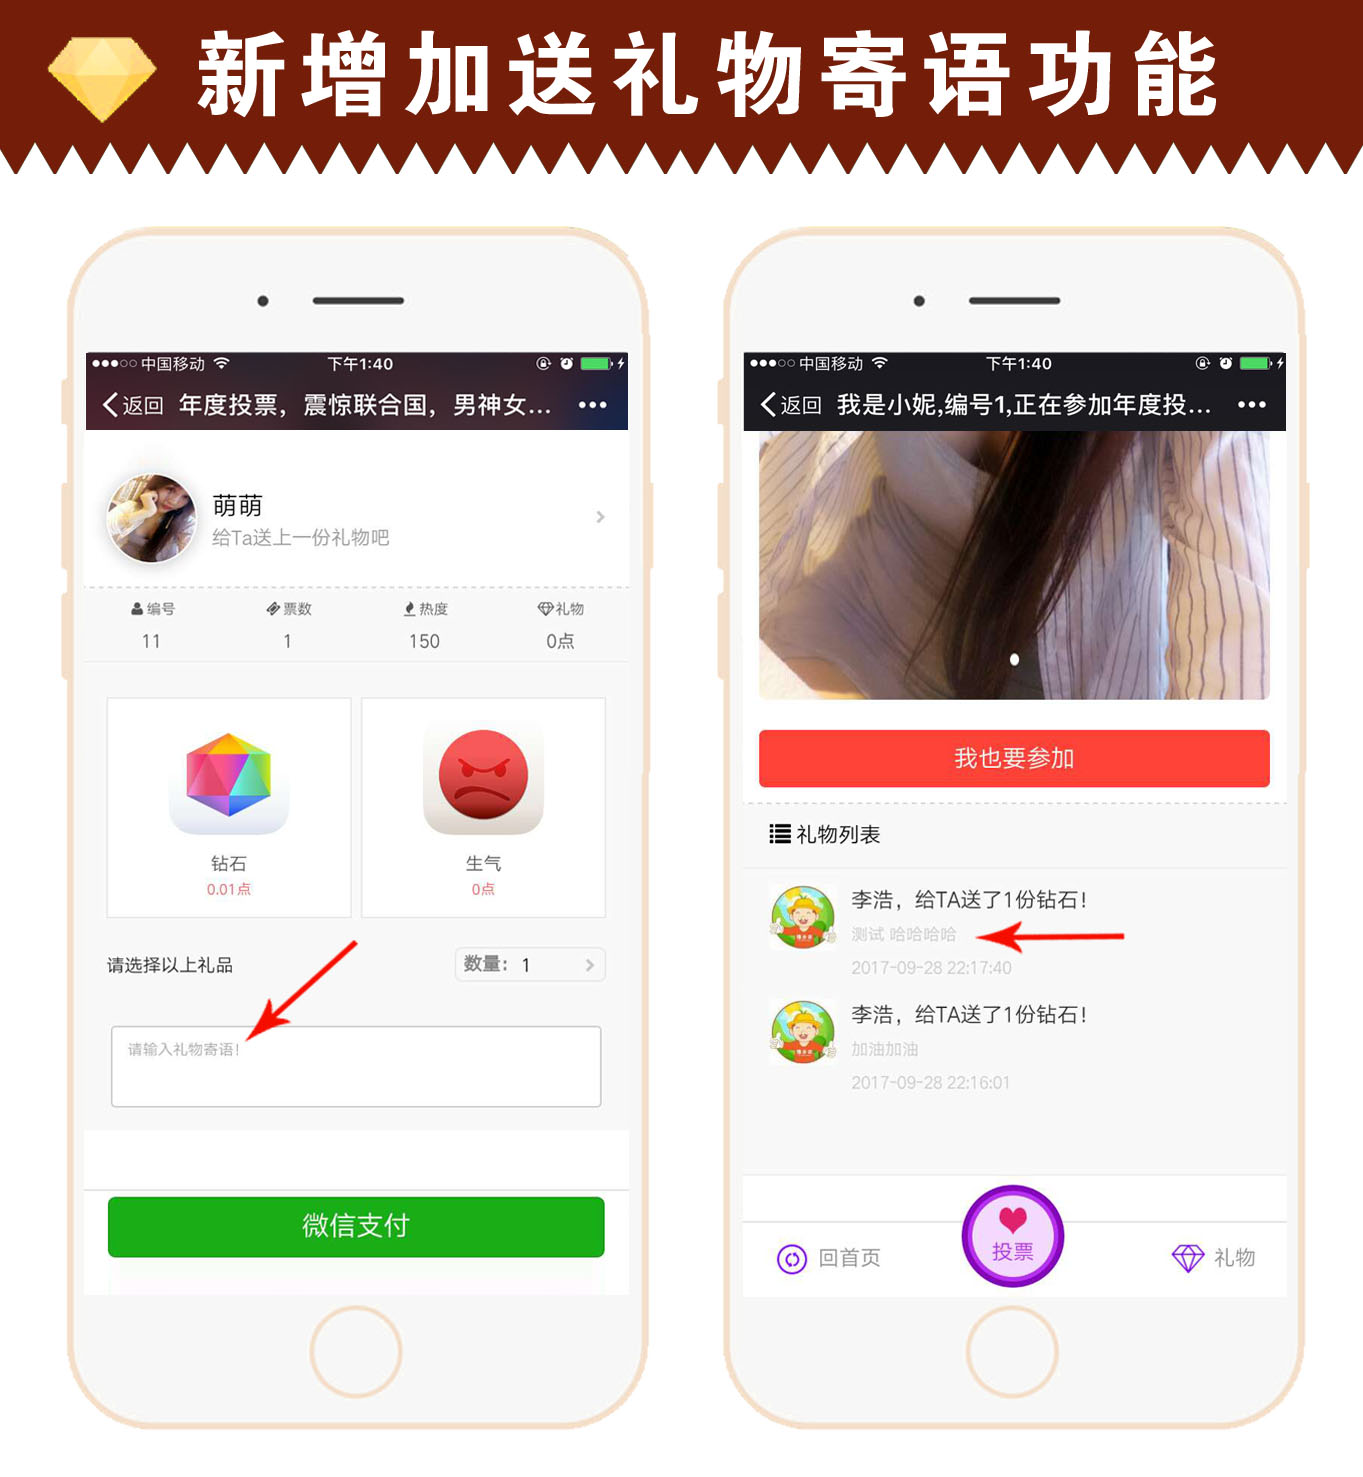 新增加送礼物寄语功能
中国移动 下午1:40
返回 年度投票，震惊联合国，男神女...
萌萌
给Ta送上一份礼物吧
编号 票数 热度 礼物
11 1 150 0点
钻石 生气
0.01点 0点
请选择以上礼品 数量： 1
请输入礼物寄语！
微信支付
中国移动 下午1:40
返回 我是小妮,编号1,正在参加年度投...
我也要参加
礼物列表
李浩，给TA送了1份钻石！
测试 哈哈哈哈
2017-09-28 22:17:40
李浩，给TA送了1份钻石！
加油加油
2017-09-28 22:16:01
回首页 投票 礼物